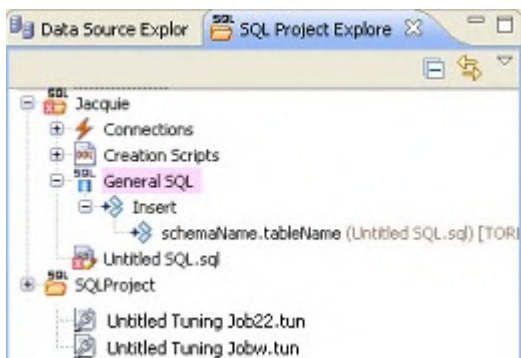 Data Source Explor SQL Project Explore
Jacquie
Connections
Creation Scripts
General SQL
Insert
schemaName.tableName (Untitled SQL.sql) [TORI
Untitled SQL.sql
SQLProject
Untitled Tuning Job22.tun
Untitled Tuning Jobw.tun